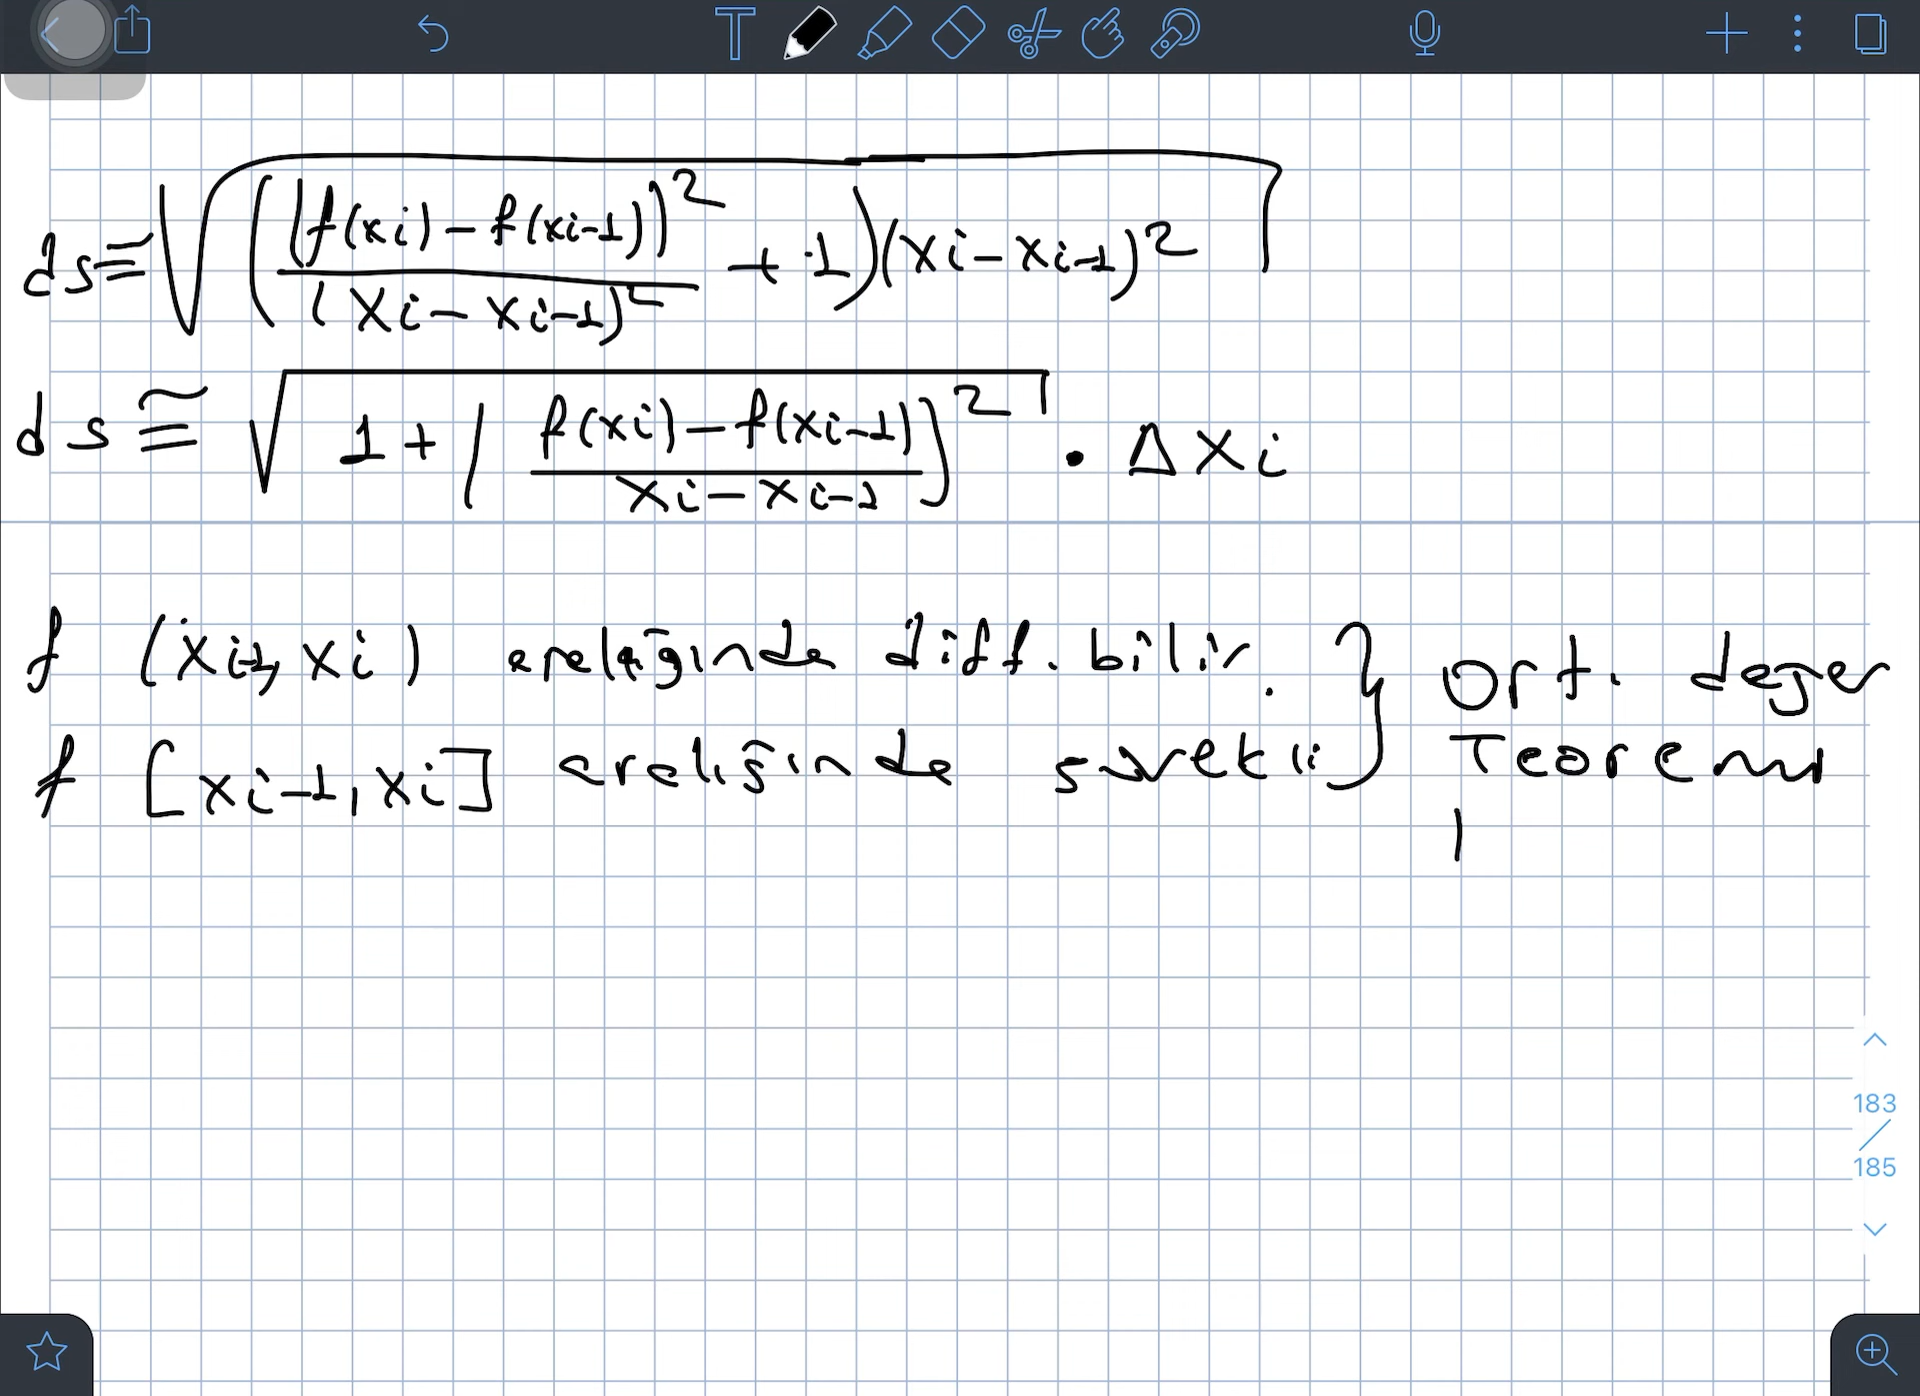 ds ≅ √(((f(xi) - f(xi-1))² / (xi - xi-1)² + 1)(xi - xi-1)²)
ds ≅ √(1 + (f(xi) - f(xi-1) / xi - xi-1)²) · Δxi
f (xi-1, xi) aralığında diff. bilir.
f [xi-1, xi] aralığında sürekli
Ort. değer
Teoremi
183
/
185